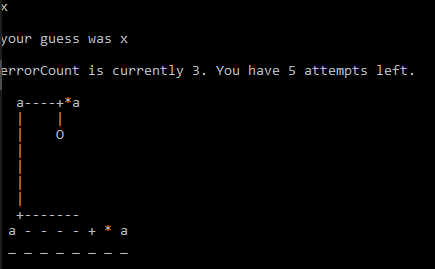 x
your guess was x
errorCount is currently 3. You have 5 attempts left.
a----+*a
|    |
|    O
|
|
|
|
+-------
a - - - - + * a
_ _ _ _ _ _ _ _